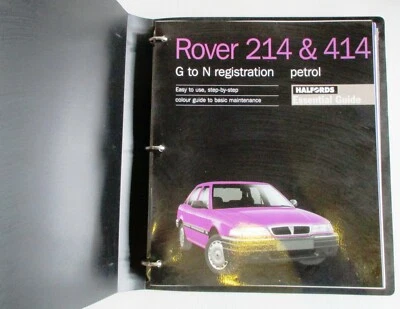 Rover 214 & 414
G to N registration petrol
Easy to use, step-by-step
colour guide to basic maintenance
HALFORDS
Essential Guide